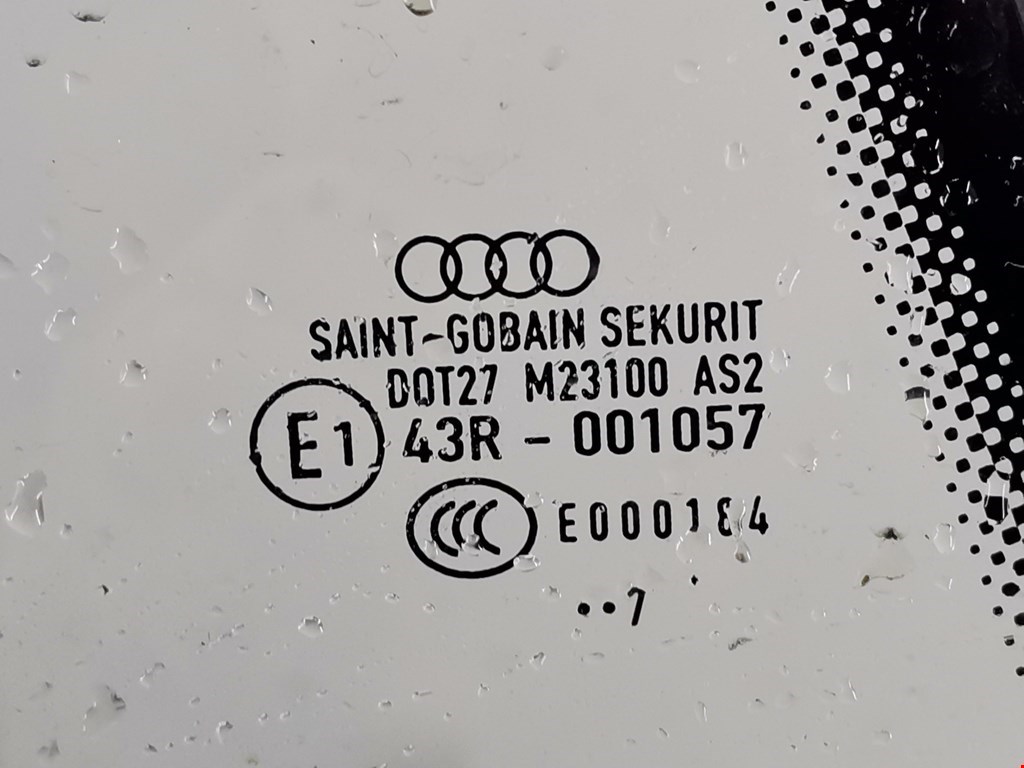 SAINT-GOBAIN SEKURIT
DOT27 M23100 AS2
E1 43R - 001057
CCC E000184
••7